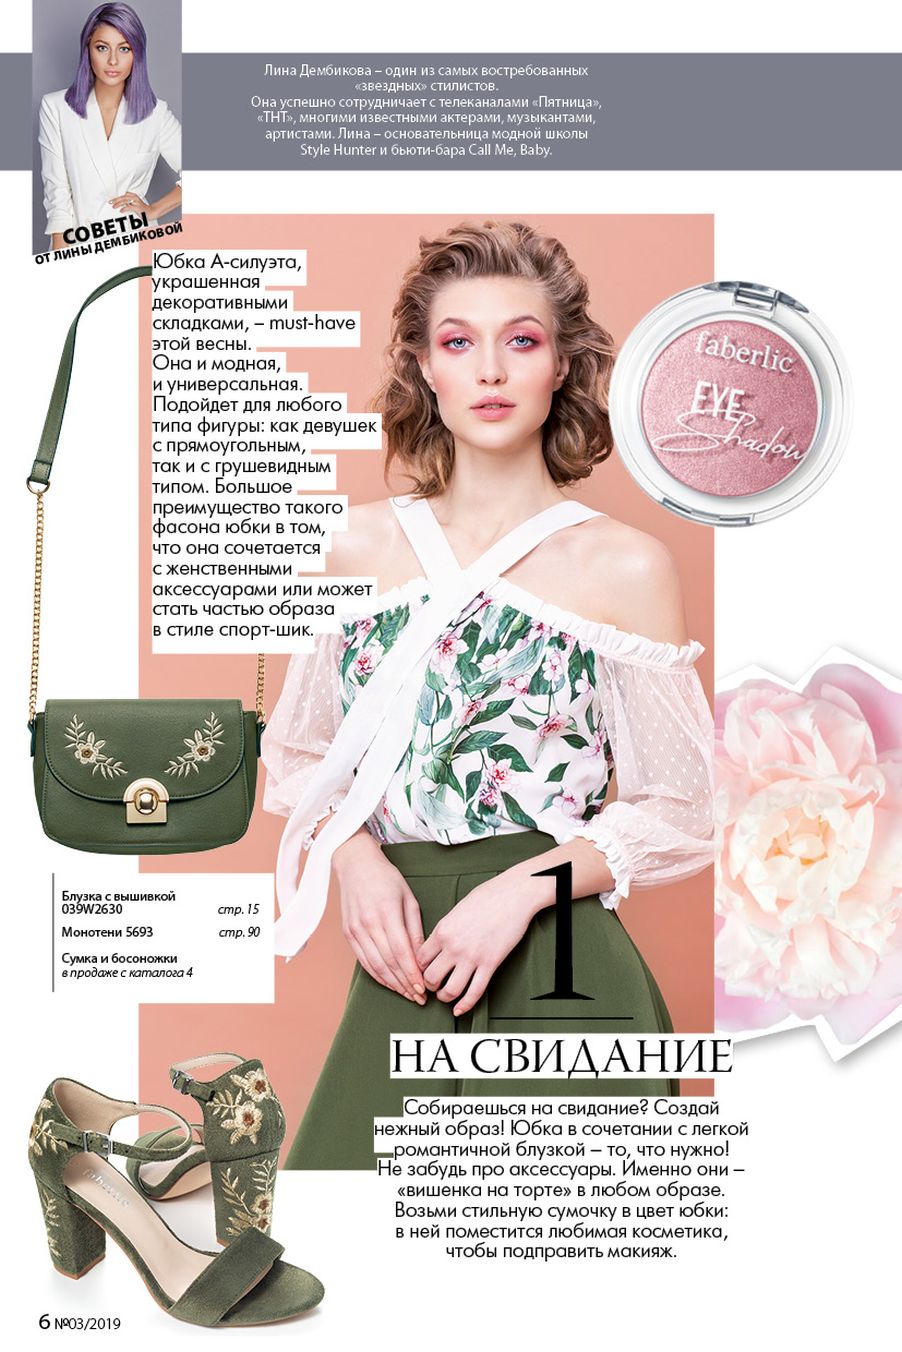 Лина Дембикова – один из самых востребованных
«звездных» стилистов.
Она успешно сотрудничает с телеканалами «Пятница»,
«ТНТ», многими известными актерами, музыкантами,
артистами. Лина – основательница модной школы
Style Hunter и бьюти-бара Call Me, Baby.
СОВЕТЫ
ОТ ЛИНЫ ДЕМБИКОВОЙ
Юбка А-силуэта,
украшенная
декоративными
складками, – must-have
этой весны.
Она и модная,
и универсальная.
Подойдет для любого
типа фигуры: как девушек
с прямоугольным,
так и с грушевидным
типом. Большое
преимущество такого
фасона юбки в том,
что она сочетается
с женственными
аксессуарами или может
стать частью образа
в стиле спорт-шик.
faberlic
EYE
Shadow
Блузка с вышивкой
039W2630 стр. 15
Монотени 5693 стр. 90
Сумка и босоножки
в продаже с каталога 4
1
НА СВИДАНИЕ
Собираешься на свидание? Создай
нежный образ! Юбка в сочетании с легкой
романтичной блузкой – то, что нужно!
Не забудь про аксессуары. Именно они –
«вишенка на торте» в любом образе.
Возьми стильную сумочку в цвет юбки:
в ней поместится любимая косметика,
чтобы подправить макияж.
faberlic
6 №03/2019